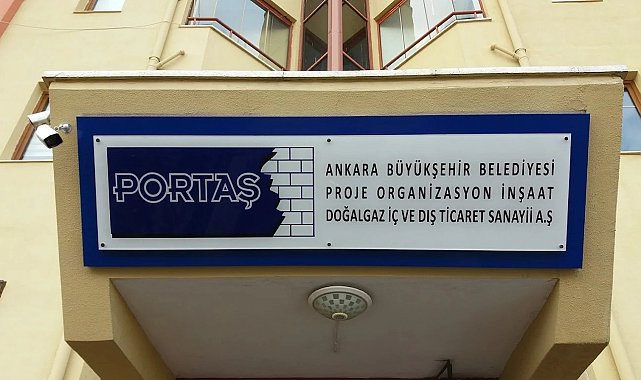 PORTAŞ
ANKARA BÜYÜKŞEHİR BELEDİYESİ
PROJE ORGANİZASYON İNŞAAT
DOĞALGAZ İÇ VE DIŞ TİCARET SANAYİİ A.Ş